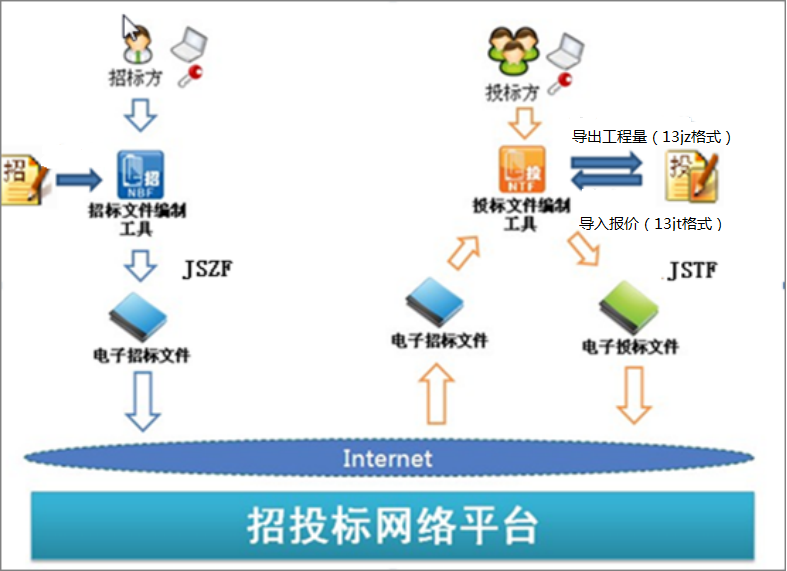 招标方
投标方
导出工程量（13jz格式）
招
招
NBF
投
NTF
投
招标文件编制
工具
投标文件编制
工具
导入报价（13jt格式）
JSZF
.JSTF
电子招标文件
电子招标文件
电子投标文件
Internet
招投标网络平台